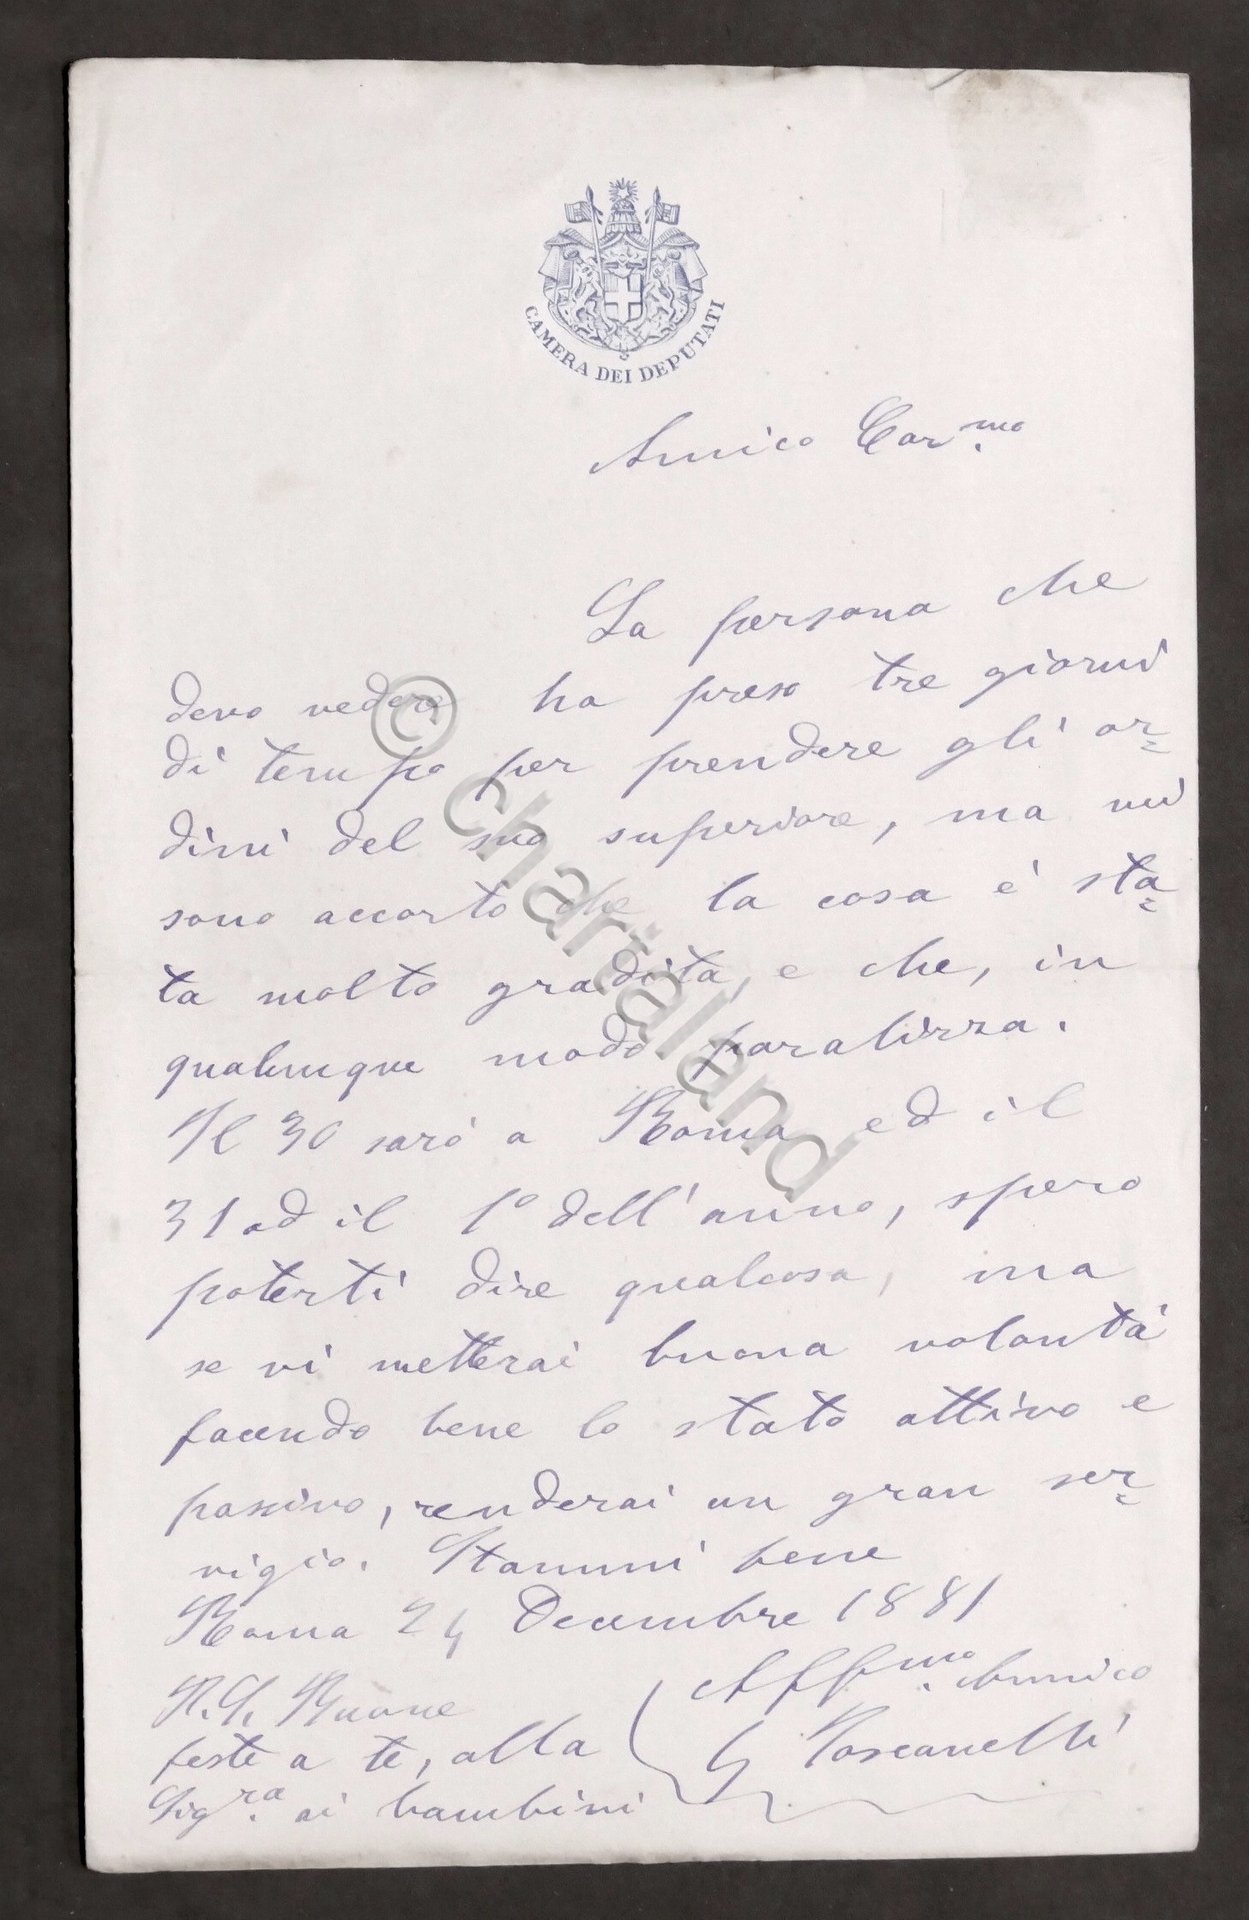 CAMERA DEI DEPUTATI
Amico Car.mo
La persona che
devo vedere ha preso tre giorni
di tempo per prendere gli or=
dini del suo superiore, ma mi
sono accorto che la cosa è sta=
ta molto gradita, e che, in
qualunque modo paralizza.
Il 30 sarò a Roma ed il
31 od il 1° dell'anno, spero
poterti dire qualcosa, ma
se vi metterai buona volontà
facendo bene lo stato attivo e
passivo, renderai un gran ser=
vigio. Stammi bene
Roma 24 Decembre 1881
Aff.mo Amico
G Toscanelli
P.S. Buone
feste a te, alla
Sig.ra ai bambini
© chartaland